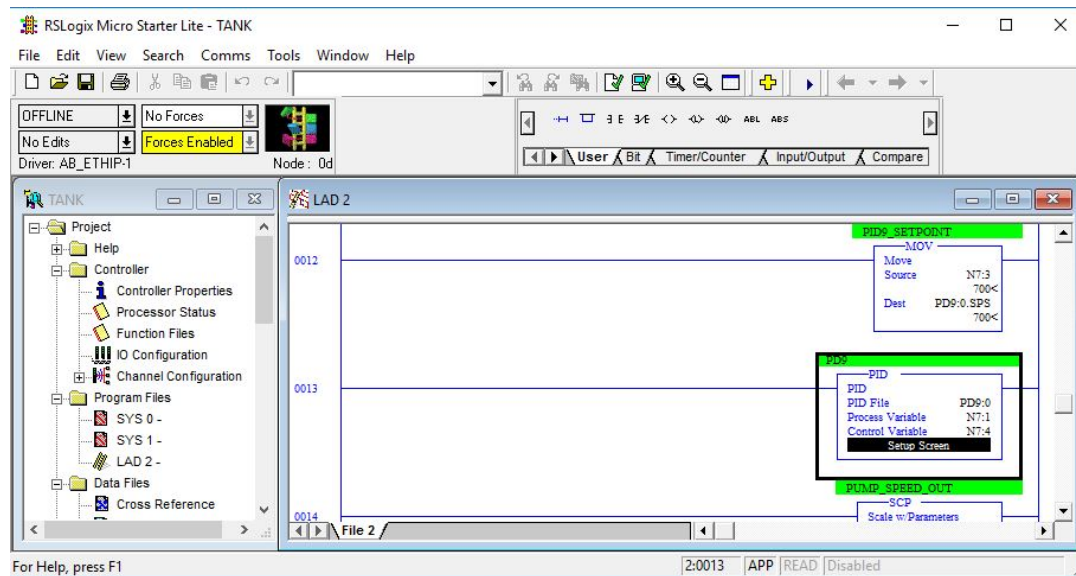 RSLogix Micro Starter Lite - TANK
File Edit View Search Comms Tools Window Help
OFFLINE No Forces
No Edits Forces Enabled
Driver: AB_ETHIP-1 Node : 0d
ABL ABS
User Bit Timer/Counter Input/Output Compare
TANK
Project
Help
Controller
Controller Properties
Processor Status
Function Files
IO Configuration
Channel Configuration
Program Files
SYS 0 -
SYS 1 -
LAD 2 -
Data Files
Cross Reference
LAD 2
PID9_SETPOINT
0012
MOV
Move
Source N7:3
700<
Dest PD9:0.SPS
700<
PD9
0013
PID
PID
PID File PD9:0
Process Variable N7:1
Control Variable N7:4
Setup Screen
PUMP_SPEED_OUT
0014
SCP
Scale w/Parameters
File 2
For Help, press F1
2:0013 APP READ Disabled